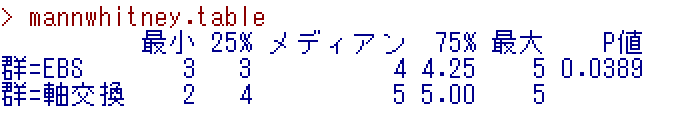 > mannwhitney.table
最小 25% メディアン 75% 最大 P値
群=EBS 3 3 4 4.25 5 0.0389
群=軸交換 2 4 5 5.00 5